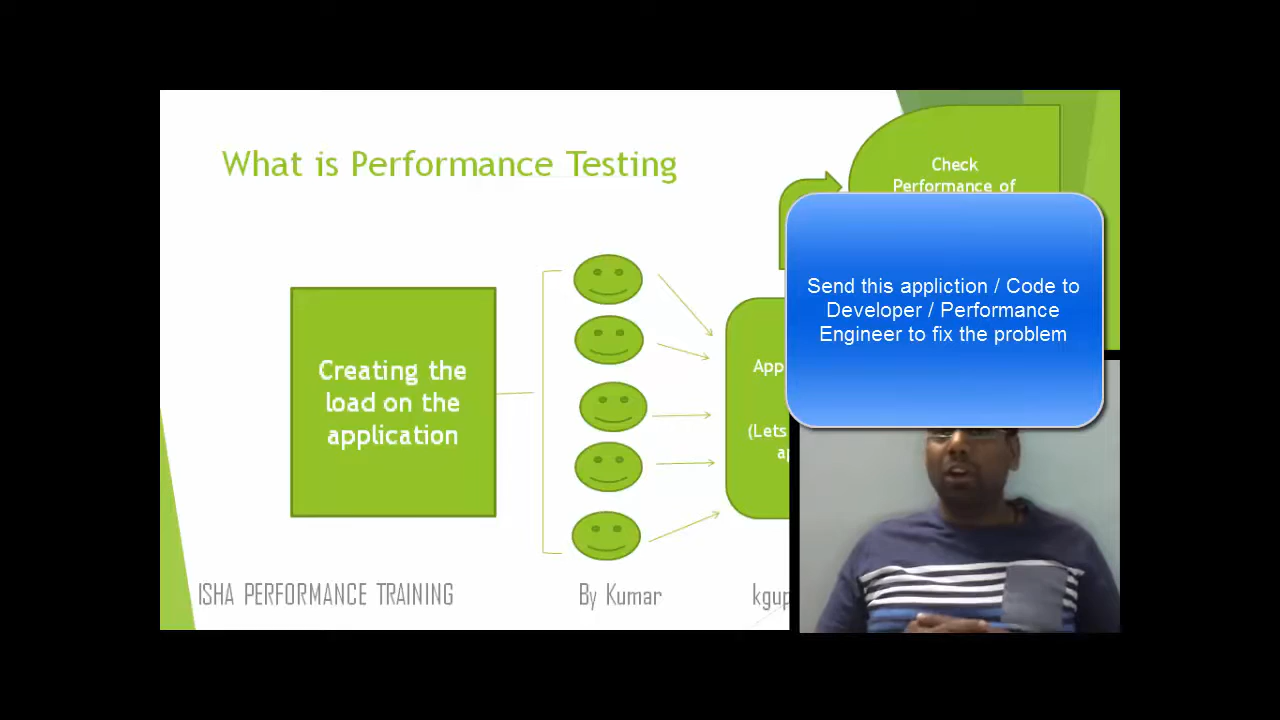 What is Performance Testing
Check
Performance of
Send this appliction / Code to
Developer / Performance
Engineer to fix the problem
Creating the
load on the
application
App
(Lets
ISHA PERFORMANCE TRAINING
By Kumar
kgup